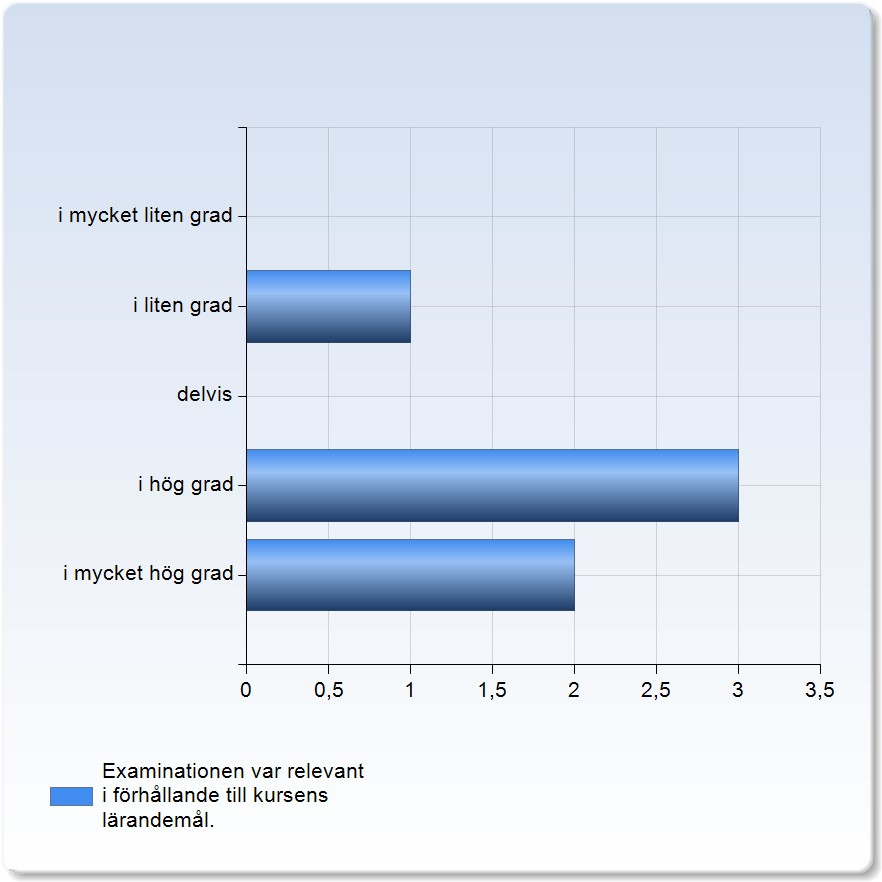 i mycket liten grad
i liten grad
delvis
i hög grad
i mycket hög grad
0 0,5 1 1,5 2 2,5 3 3,5
Examinationen var relevant
i förhållande till kursens
lärandemål.